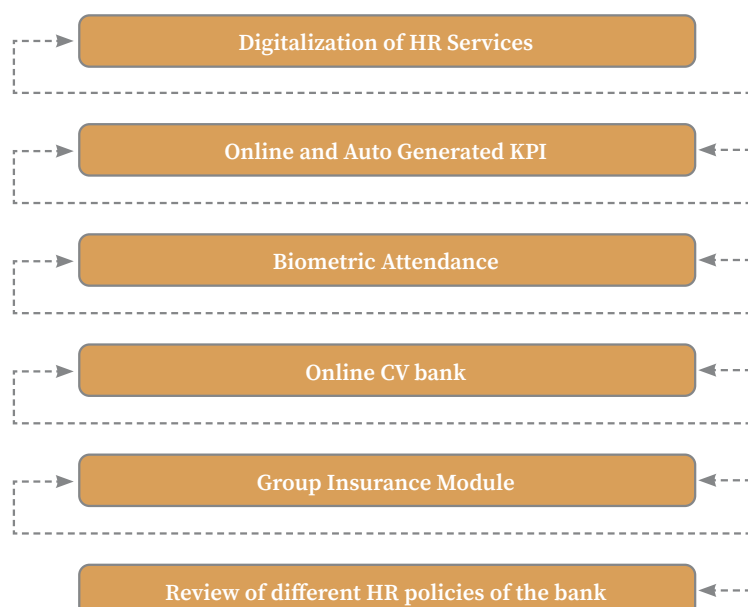 Digitalization of HR Services
Online and Auto Generated KPI
Biometric Attendance
Online CV bank
Group Insurance Module
Review of different HR policies of the bank